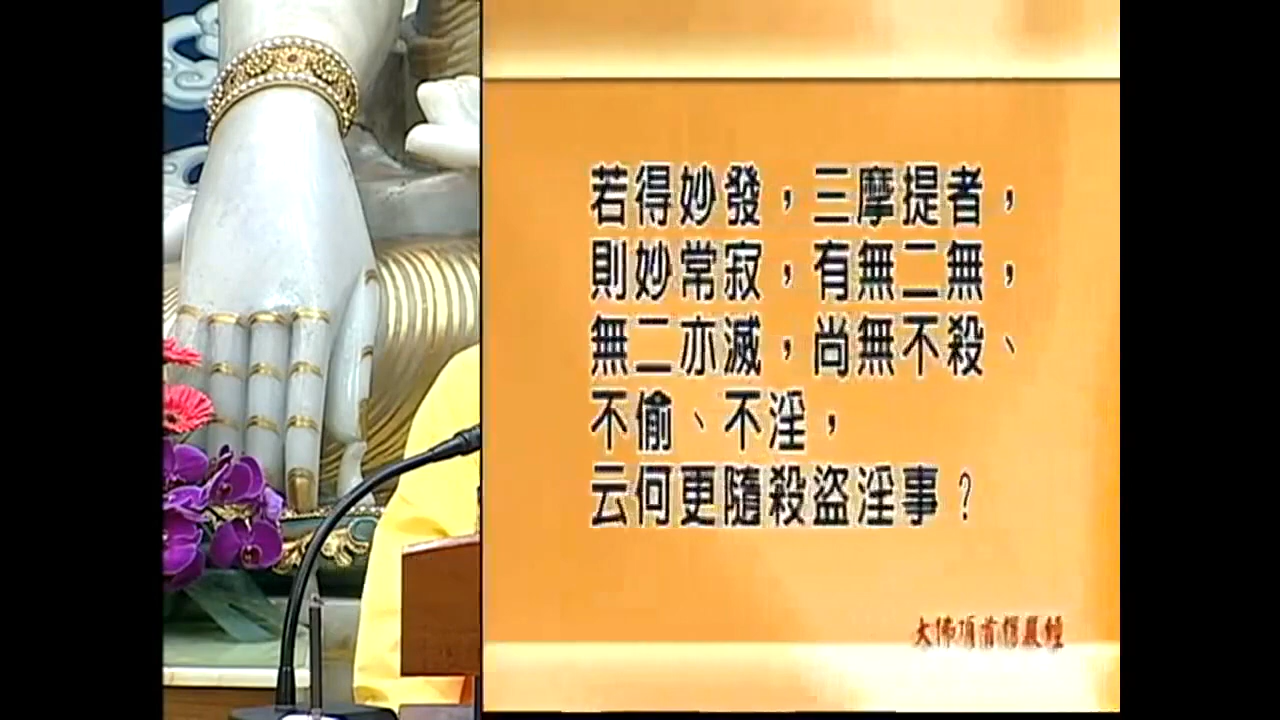 若得妙發，三摩提者，
則妙常寂，有無二無，
無二亦滅，尚無不殺、
不偷、不淫，
云何更隨殺盜淫事？
大佛頂首楞嚴經